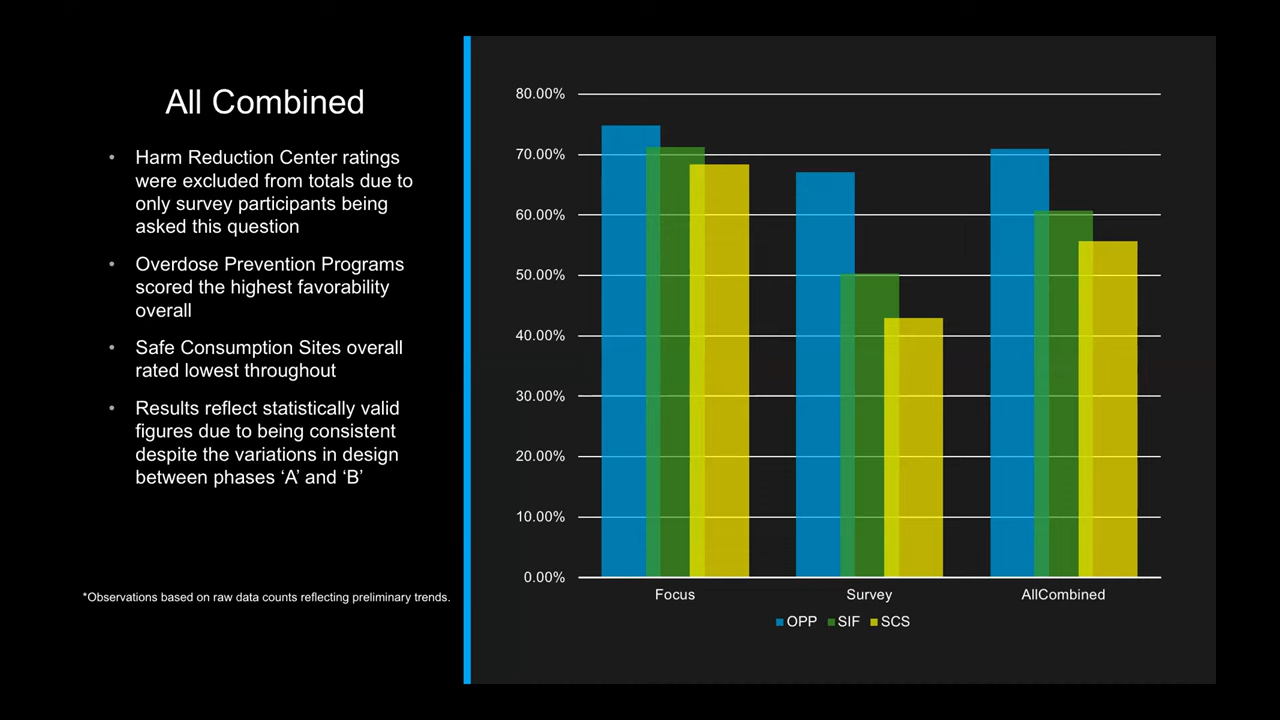 All Combined
• Harm Reduction Center ratings
were excluded from totals due to
only survey participants being
asked this question
• Overdose Prevention Programs
scored the highest favorability
overall
• Safe Consumption Sites overall
rated lowest throughout
• Results reflect statistically valid
figures due to being consistent
despite the variations in design
between phases ‘A’ and ‘B’
*Observations based on raw data counts reflecting preliminary trends.
80.00%
70.00%
60.00%
50.00%
40.00%
30.00%
20.00%
10.00%
0.00%
Focus Survey AllCombined
OPP SIF SCS